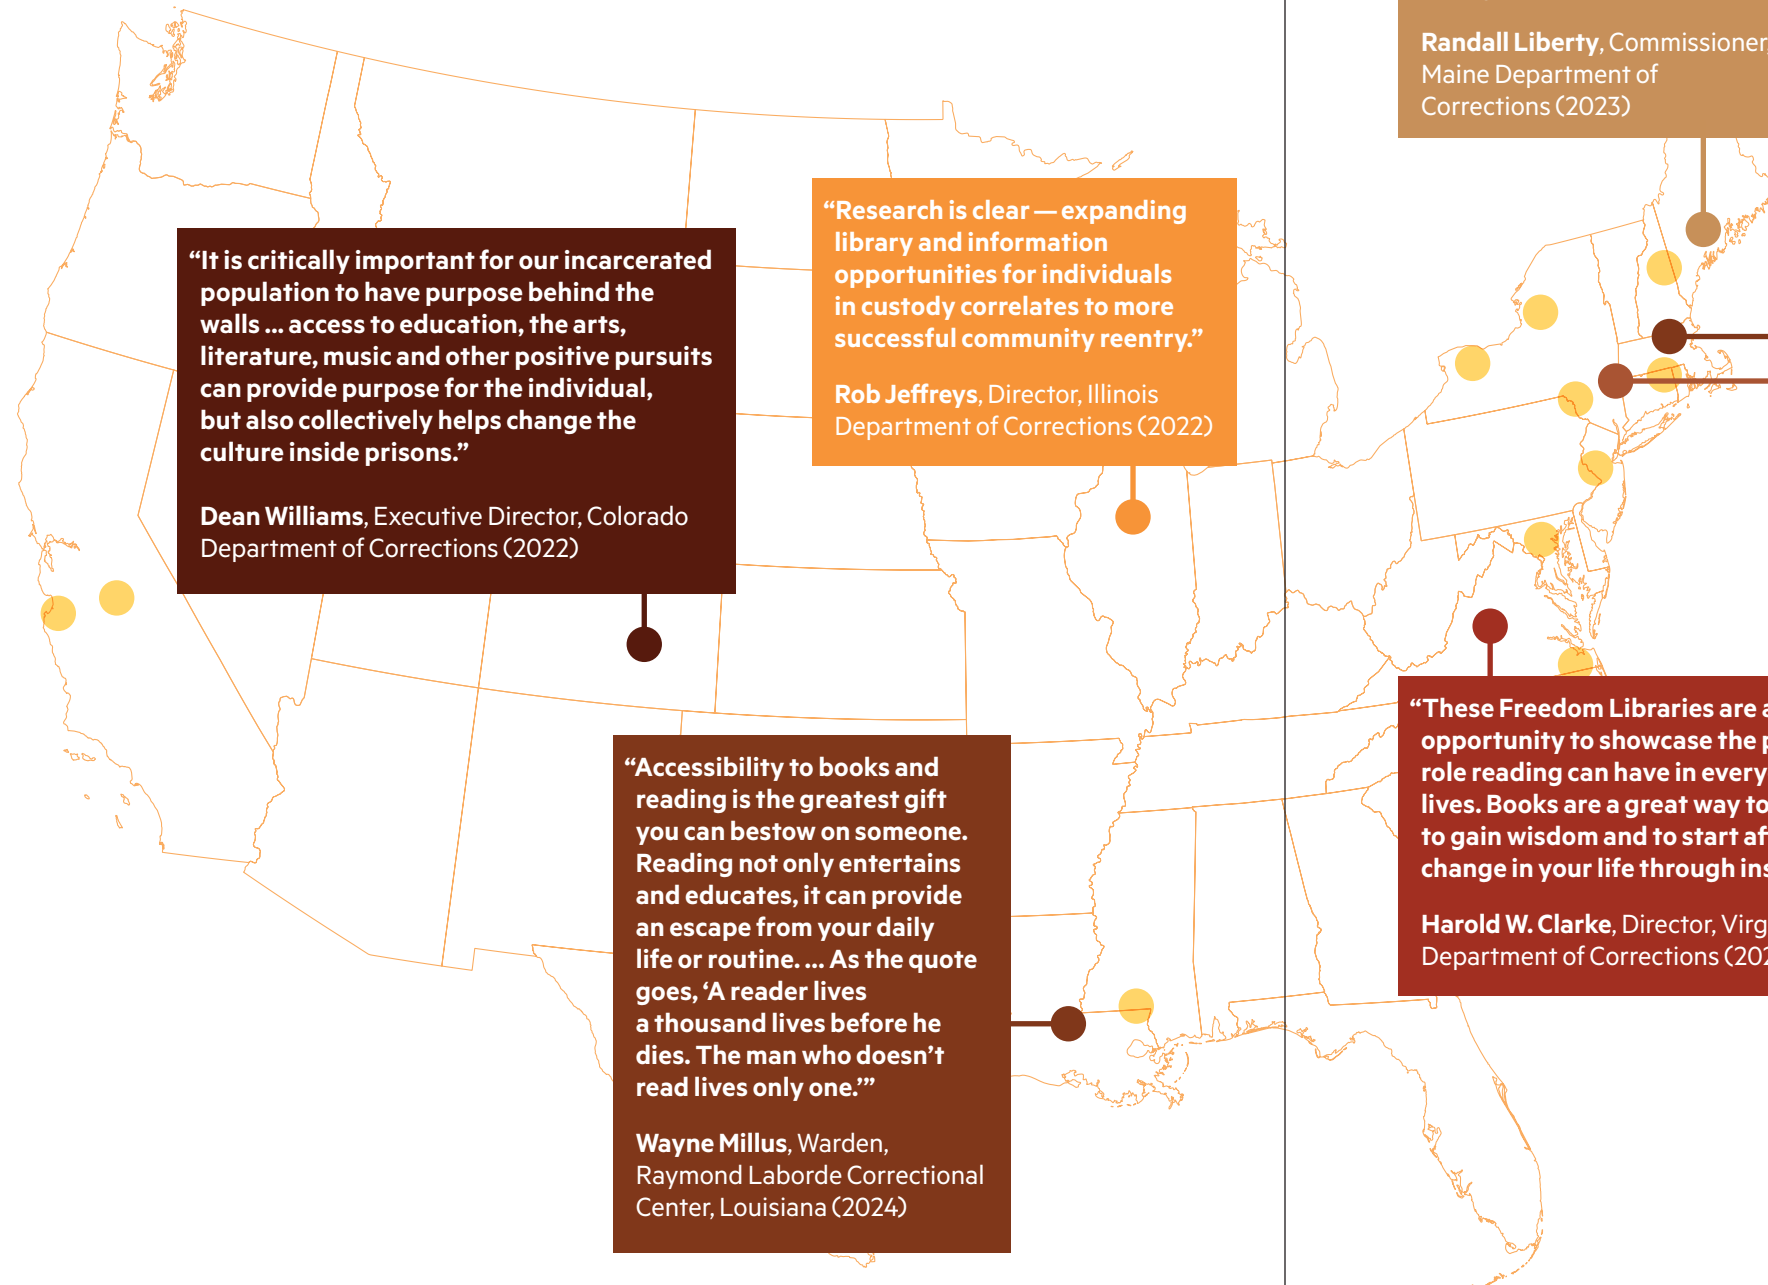 Randall Liberty, Commissioner,
Maine Department of
Corrections (2023)
“Research is clear — expanding
library and information
opportunities for individuals
in custody correlates to more
successful community reentry.”
Rob Jeffreys, Director, Illinois
Department of Corrections (2022)
“It is critically important for our incarcerated
population to have purpose behind the
walls ... access to education, the arts,
literature, music and other positive pursuits
can provide purpose for the individual,
but also collectively helps change the
culture inside prisons.”
Dean Williams, Executive Director, Colorado
Department of Corrections (2022)
“Accessibility to books and
reading is the greatest gift
you can bestow on someone.
Reading not only entertains
and educates, it can provide
an escape from your daily
life or routine. ... As the quote
goes, ‘A reader lives
a thousand lives before he
dies. The man who doesn’t
read lives only one.’”
Wayne Millus, Warden,
Raymond Laborde Correctional
Center, Louisiana (2024)
“These Freedom Libraries are
opportunity to showcase the
role reading can have in every
lives. Books are a great way to
to gain wisdom and to start
change in your life through
Harold W. Clarke, Director,
Department of Corrections